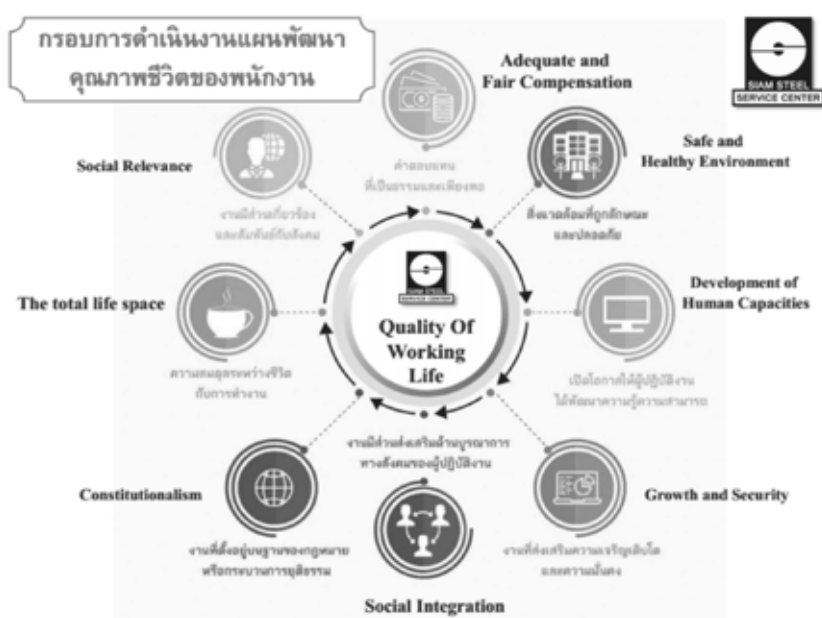 กรอบการดำเนินงานแผนพัฒนา
คุณภาพชีวิตของพนักงาน
SIAM STEEL
SERVICE CENTER
Adequate and
Fair Compensation
ค่าตอบแทน
ที่เป็นธรรมและเพียงพอ
Safe and
Healthy Environment
สิ่งแวดล้อมที่ถูกลักษณะ
และปลอดภัย
Social Relevance
งานมีส่วนเกี่ยวข้อง
และสัมพันธ์กับสังคม
Development of
Human Capacities
เปิดโอกาสให้ผู้ปฏิบัติงาน
ได้พัฒนาความรู้ความสามารถ
The total life space
ความสมดุลระหว่างชีวิต
กับการทำงาน
SIAM STEEL
SERVICE CENTER
Quality Of
Working
Life
Growth and Security
งานที่ส่งเสริมความเจริญเติบโต
และความมั่นคง
Constitutionalism
งานที่ตั้งอยู่บนฐานของกฎหมาย
หรือกระบวนการยุติธรรม
งานมีส่วนส่งเสริมด้านบูรณาการ
ทางสังคมของผู้ปฏิบัติงาน
Social Integration